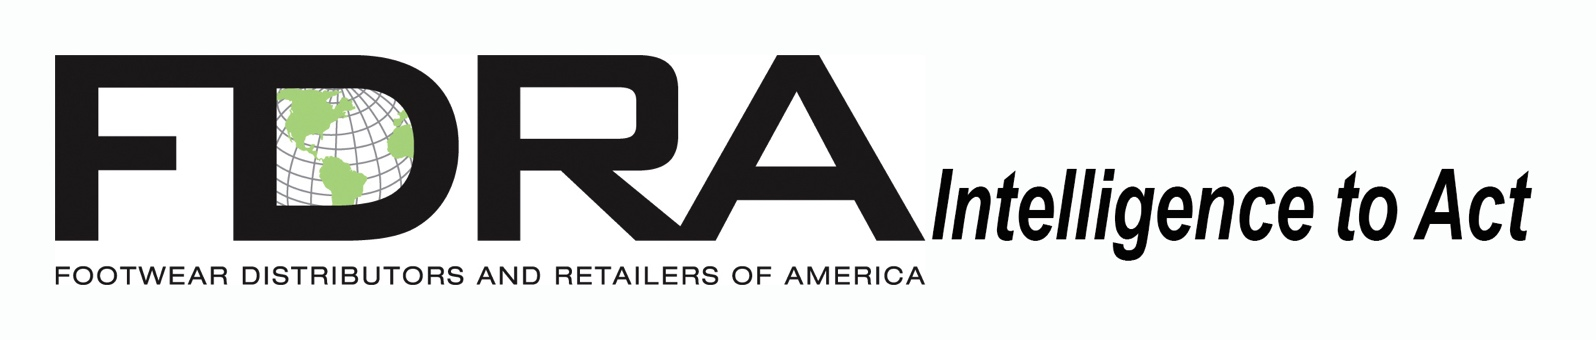 FDRA Intelligence to Act
FOOTWEAR DISTRIBUTORS AND RETAILERS OF AMERICA